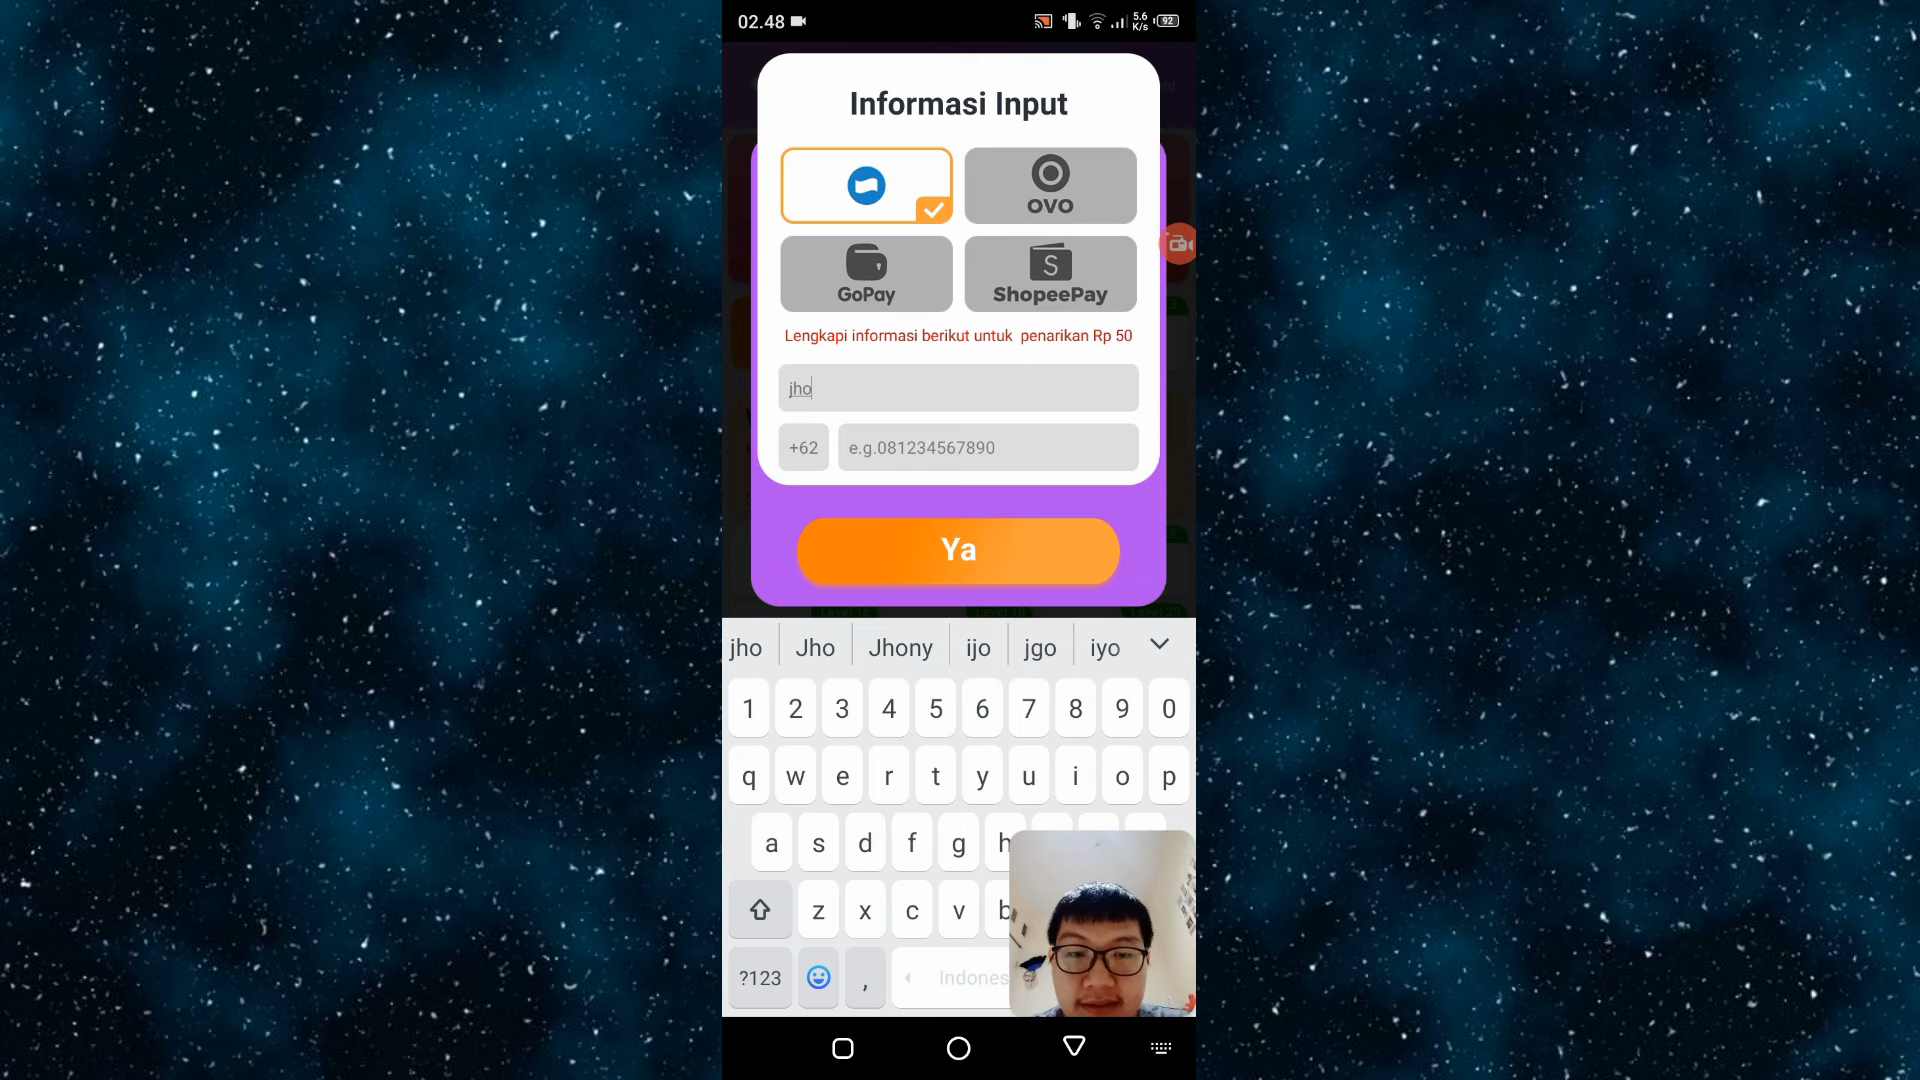 02.48
5.6
K/s
92
Informasi Input
OVO
GoPay
S
ShopeePay
Lengkapi informasi berikut untuk penarikan Rp 50
jho
+62
e.g.081234567890
Ya
jho
Jho
Jhony
ijo
jgo
iyo
1 2 3 4 5 6 7 8 9 0
q w e r t y u i o p
a s d f g h
z x c v b
?123
,
Indones